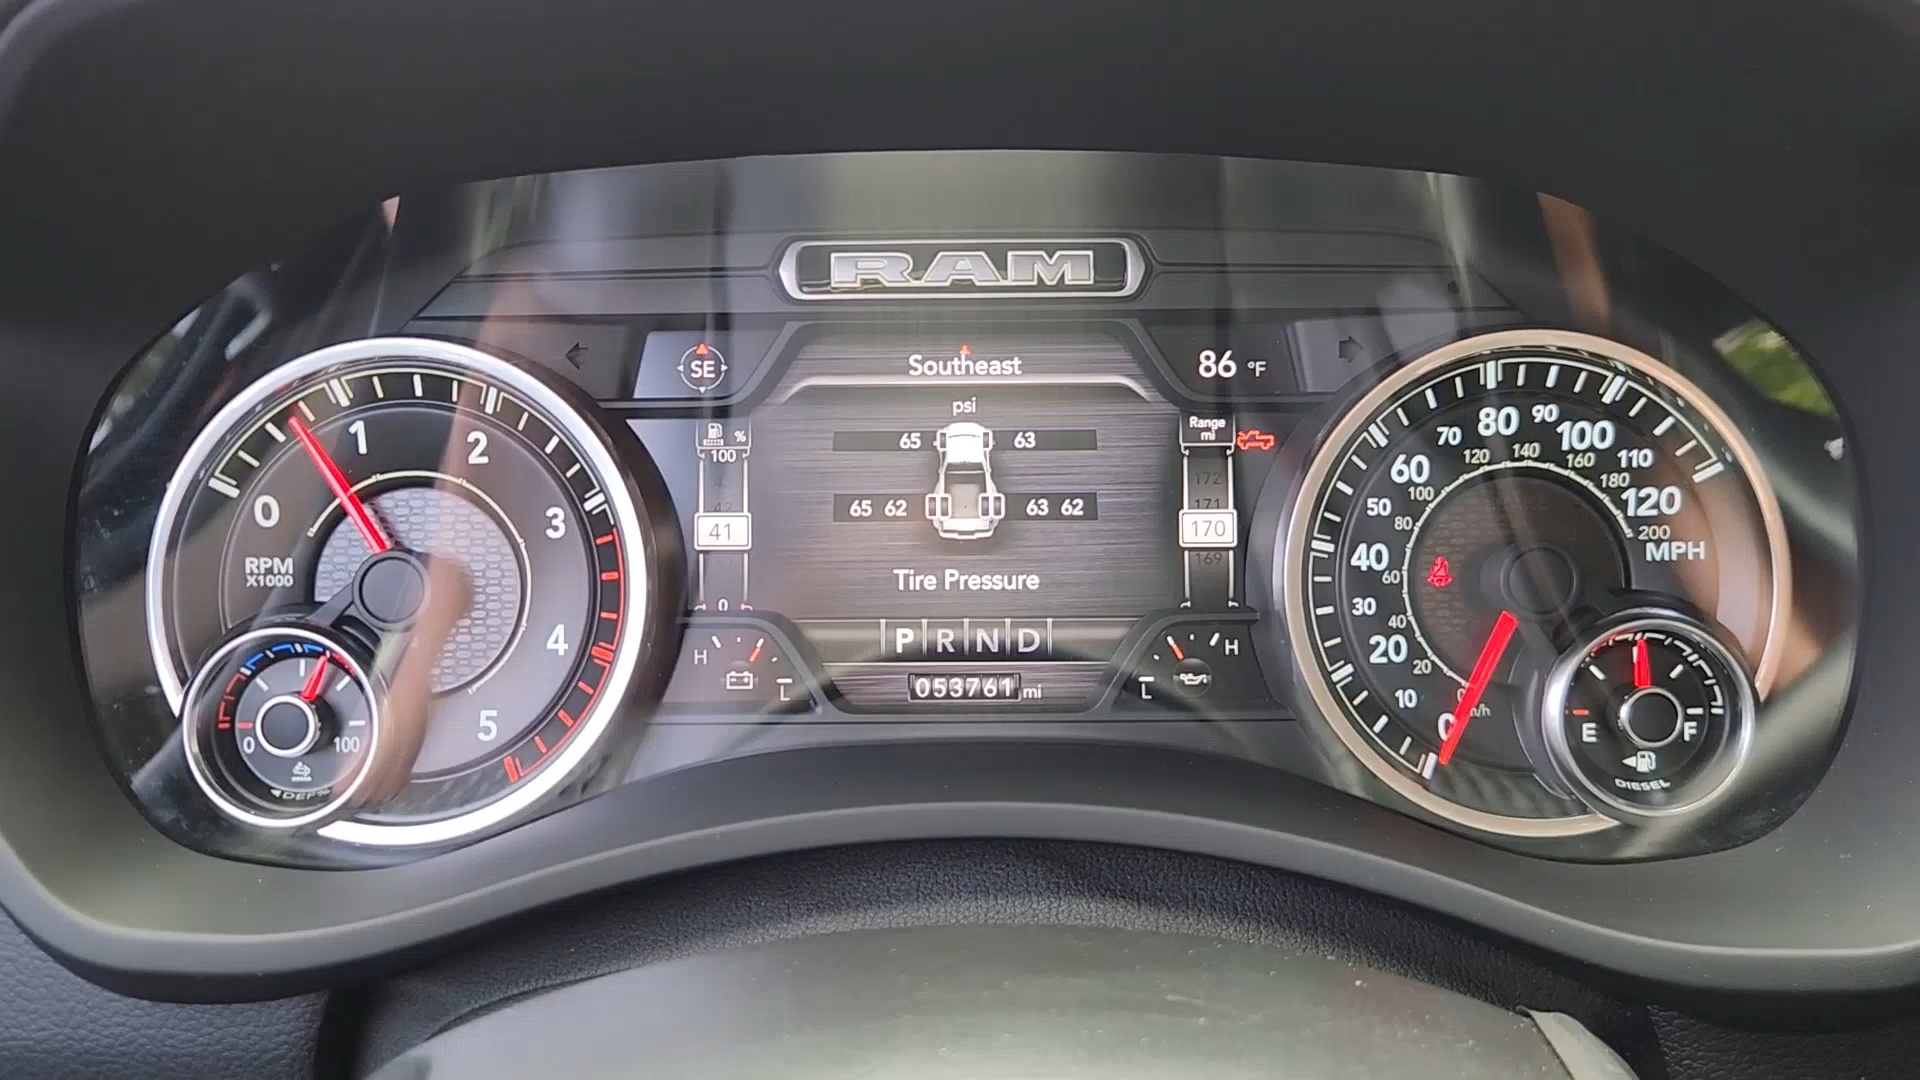 RAM
SE
Southeast
86 °F
psi
65 63
65 62 63 62
Tire Pressure
P R N D
053761 mi
%
100
42
41
0
Range
mi
172
171
170
169
H
L
H
L
0
1
2
3
4
5
RPM
X1000
0
100
DEF%
0
10
20
30
40
50
60
70
80
90
100
110
120
MPH
0
20
40
60
80
100
120
140
160
180
200
km/h
E
F
DIESEL